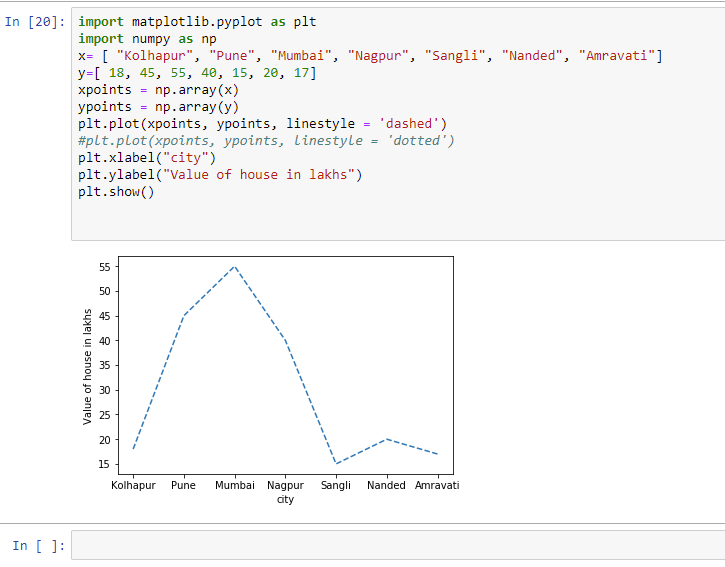 In [20]:
import matplotlib.pyplot as plt
import numpy as np
x= [ "Kolhapur", "Pune", "Mumbai", "Nagpur", "Sangli", "Nanded", "Amravati"]
y=[ 18, 45, 55, 40, 15, 20, 17]
xpoints = np.array(x)
ypoints = np.array(y)
plt.plot(xpoints, ypoints, linestyle = 'dashed')
#plt.plot(xpoints, ypoints, linestyle = 'dotted')
plt.xlabel("city")
plt.ylabel("Value of house in lakhs")
plt.show()
Value of house in lakhs
55
50
45
40
35
30
25
20
15
Kolhapur Pune Mumbai Nagpur Sangli Nanded Amravati
city
In [ ]: